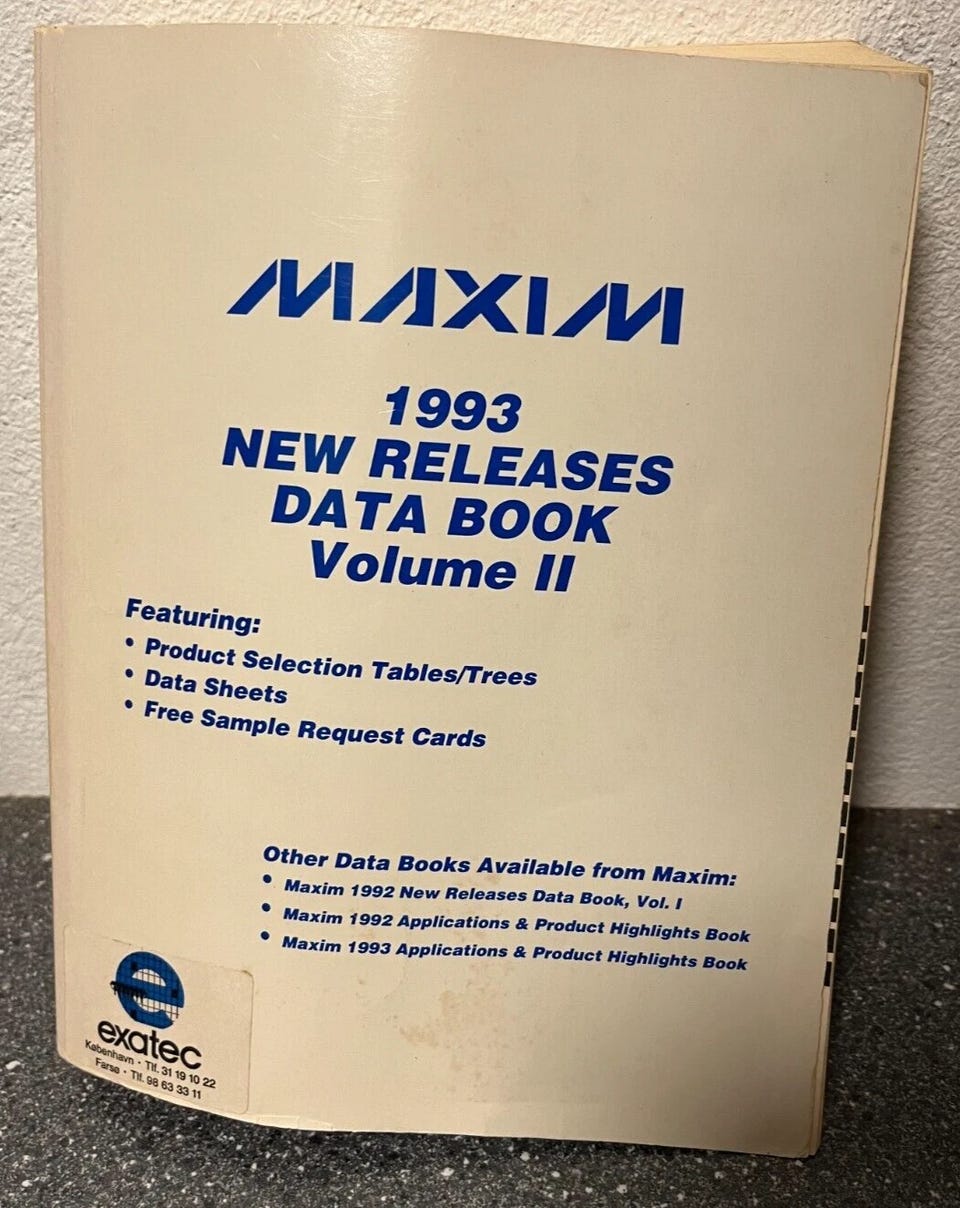 MAXIM
1993
NEW RELEASES
DATA BOOK
Volume II
Featuring:
• Product Selection Tables/Trees
• Data Sheets
• Free Sample Request Cards
Other Data Books Available from Maxim:
• Maxim 1992 New Releases Data Book, Vol. I
• Maxim 1992 Applications & Product Highlights Book
• Maxim 1993 Applications & Product Highlights Book
exatec
København • Tlf. 31 19 10 22
Farsø • Tlf. 98 63 33 11